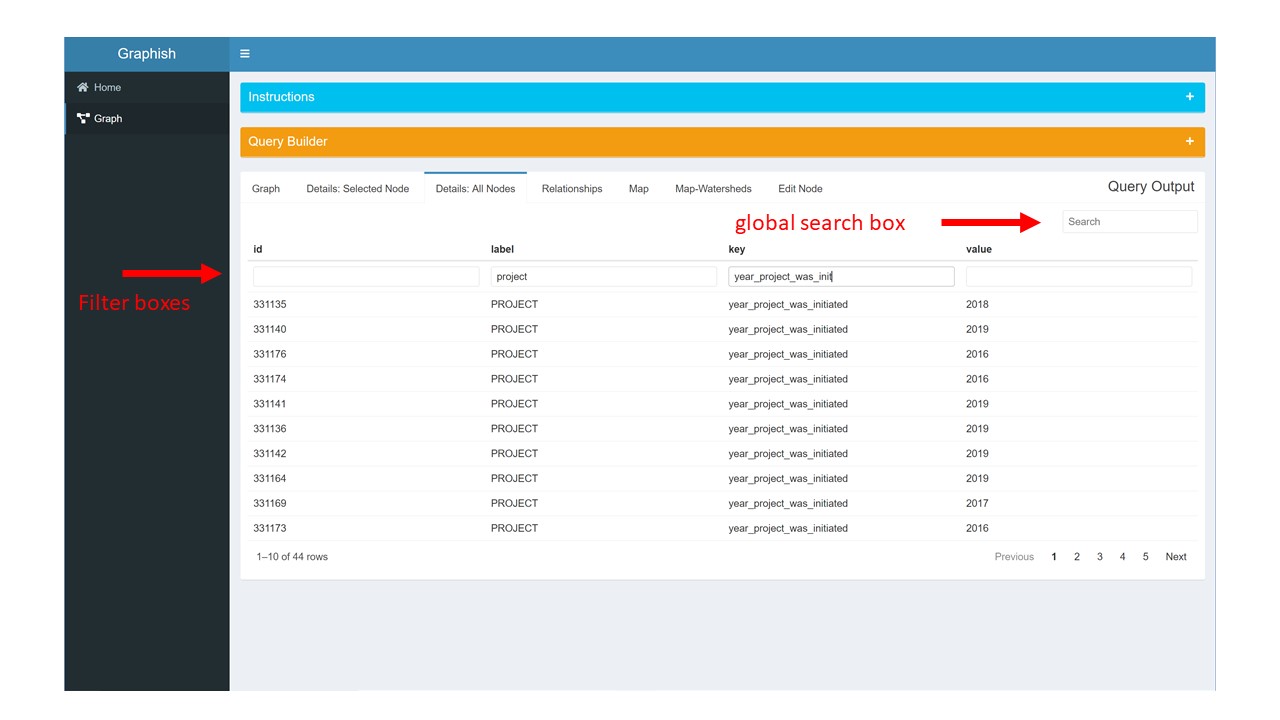 Graphish
Home
Graph
Instructions +
Query Builder +
Graph Details: Selected Node Details: All Nodes Relationships Map Map-Watersheds Edit Node Query Output
global search box Search
id label key value
project year_project_was_init
Filter boxes
331135 PROJECT year_project_was_initiated 2018
331140 PROJECT year_project_was_initiated 2019
331176 PROJECT year_project_was_initiated 2016
331174 PROJECT year_project_was_initiated 2016
331141 PROJECT year_project_was_initiated 2019
331136 PROJECT year_project_was_initiated 2019
331142 PROJECT year_project_was_initiated 2019
331164 PROJECT year_project_was_initiated 2019
331169 PROJECT year_project_was_initiated 2017
331173 PROJECT year_project_was_initiated 2016
1–10 of 44 rows Previous 1 2 3 4 5 Next